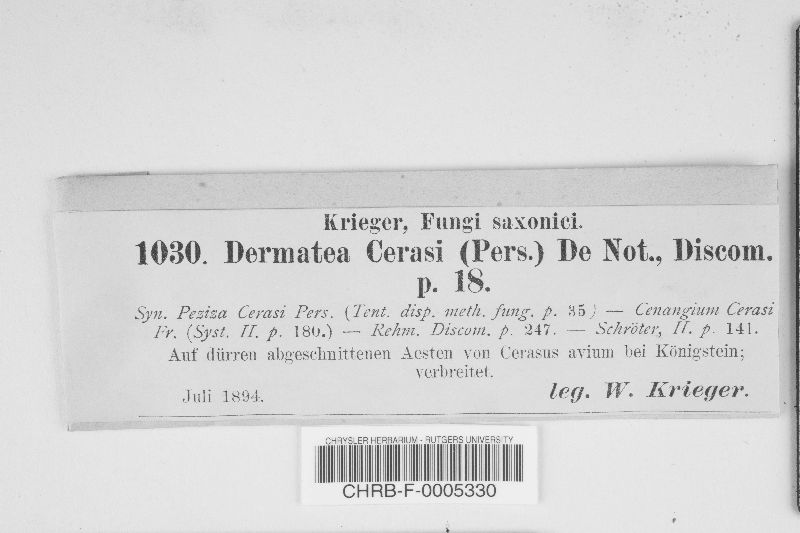 Krieger, Fungi saxonici.
1030. Dermatea Cerasi (Pers.) De Not., Discom.
p. 18.
Syn. Peziza Cerasi Pers. (Tent. disp. meth. fung. p. 35) — Cenangium Cerasi
Fr. (Syst. II. p. 180.) — Rehm. Discom. p. 247. — Schröter, II. p. 141.
Auf dürren abgeschnittenen Aesten von Cerasus avium bei Königstein;
verbreitet.
Juli 1894. leg. W. Krieger.
CHRYSLER HERBARIUM - RUTGERS UNIVERSITY
CHRB-F-0005330